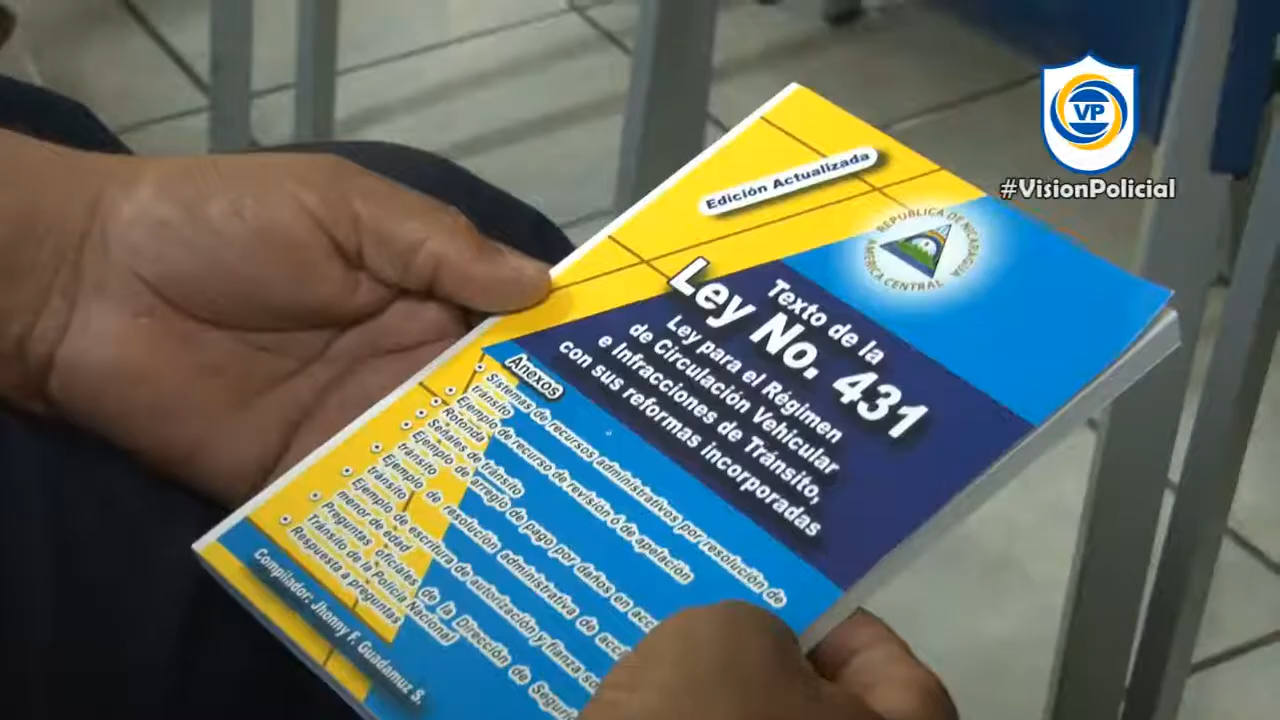 VP
#VisionPolicial
Edición Actualizada
REPUBLICA DE NICARAGUA
AMERICA CENTRAL
Texto de la
Ley No. 431
Ley para el Régimen
de Circulación Vehicular
e Infracciones de Tránsito,
con sus reformas incorporadas
Anexos
Sistemas de recursos administrativos por resolución de
tránsito
Ejemplo de recurso de revisión ó de apelación
Rotonda
Señales de tránsito
Ejemplo de arreglo de pago por daños en
tránsito
Ejemplo de resolución administrativa de
tránsito
Ejemplo de escritura de autorización y fianza
menor de edad
Preguntas oficiales de la Dirección de
Tránsito de la Policía Nacional
Respuesta a preguntas
Compilador: Jhonny F. Guadamuz S.